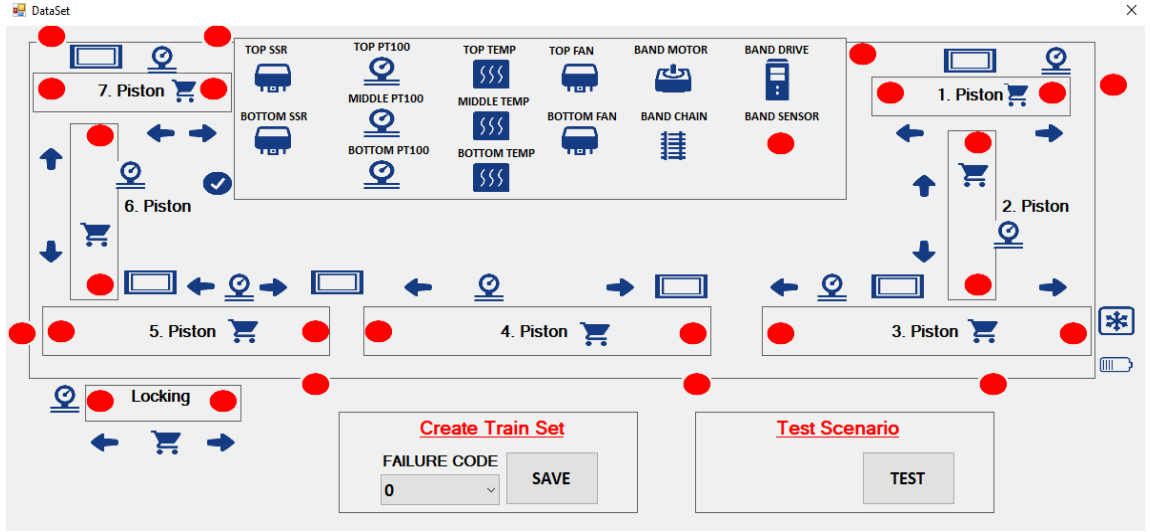 DataSet
TOP SSR
TOP PT100
TOP TEMP
TOP FAN
BAND MOTOR
BAND DRIVE
7. Piston
1. Piston
MIDDLE PT100
MIDDLE TEMP
BOTTOM SSR
BOTTOM FAN
BAND CHAIN
BAND SENSOR
BOTTOM PT100
BOTTOM TEMP
6. Piston
2. Piston
5. Piston
4. Piston
3. Piston
Locking
Create Train Set
Test Scenario
FAILURE CODE
0
SAVE
TEST